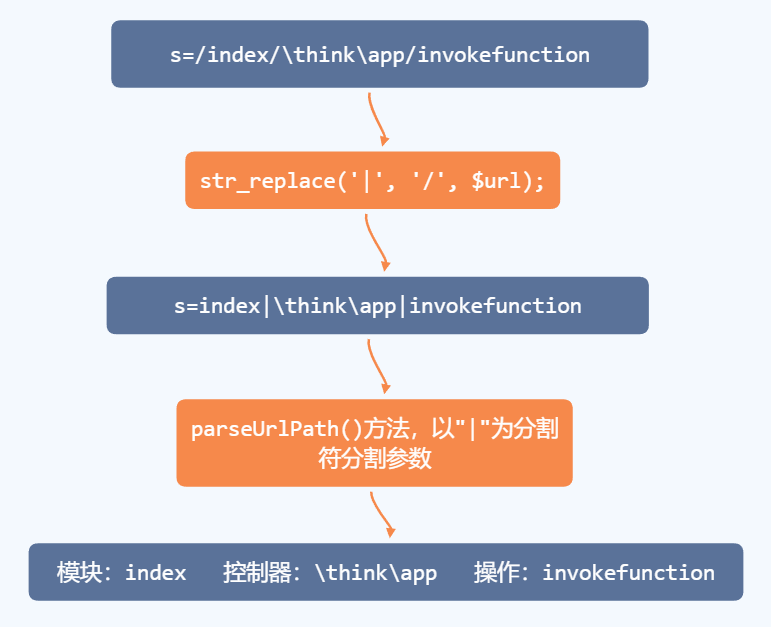 s=/index/\think\app/invokefunction
str_replace('|', '/', $url);
s=index|\think\app|invokefunction
parseUrlPath()方法，以"|"为分割
符分割参数
模块：index 控制器：\think\app 操作：invokefunction